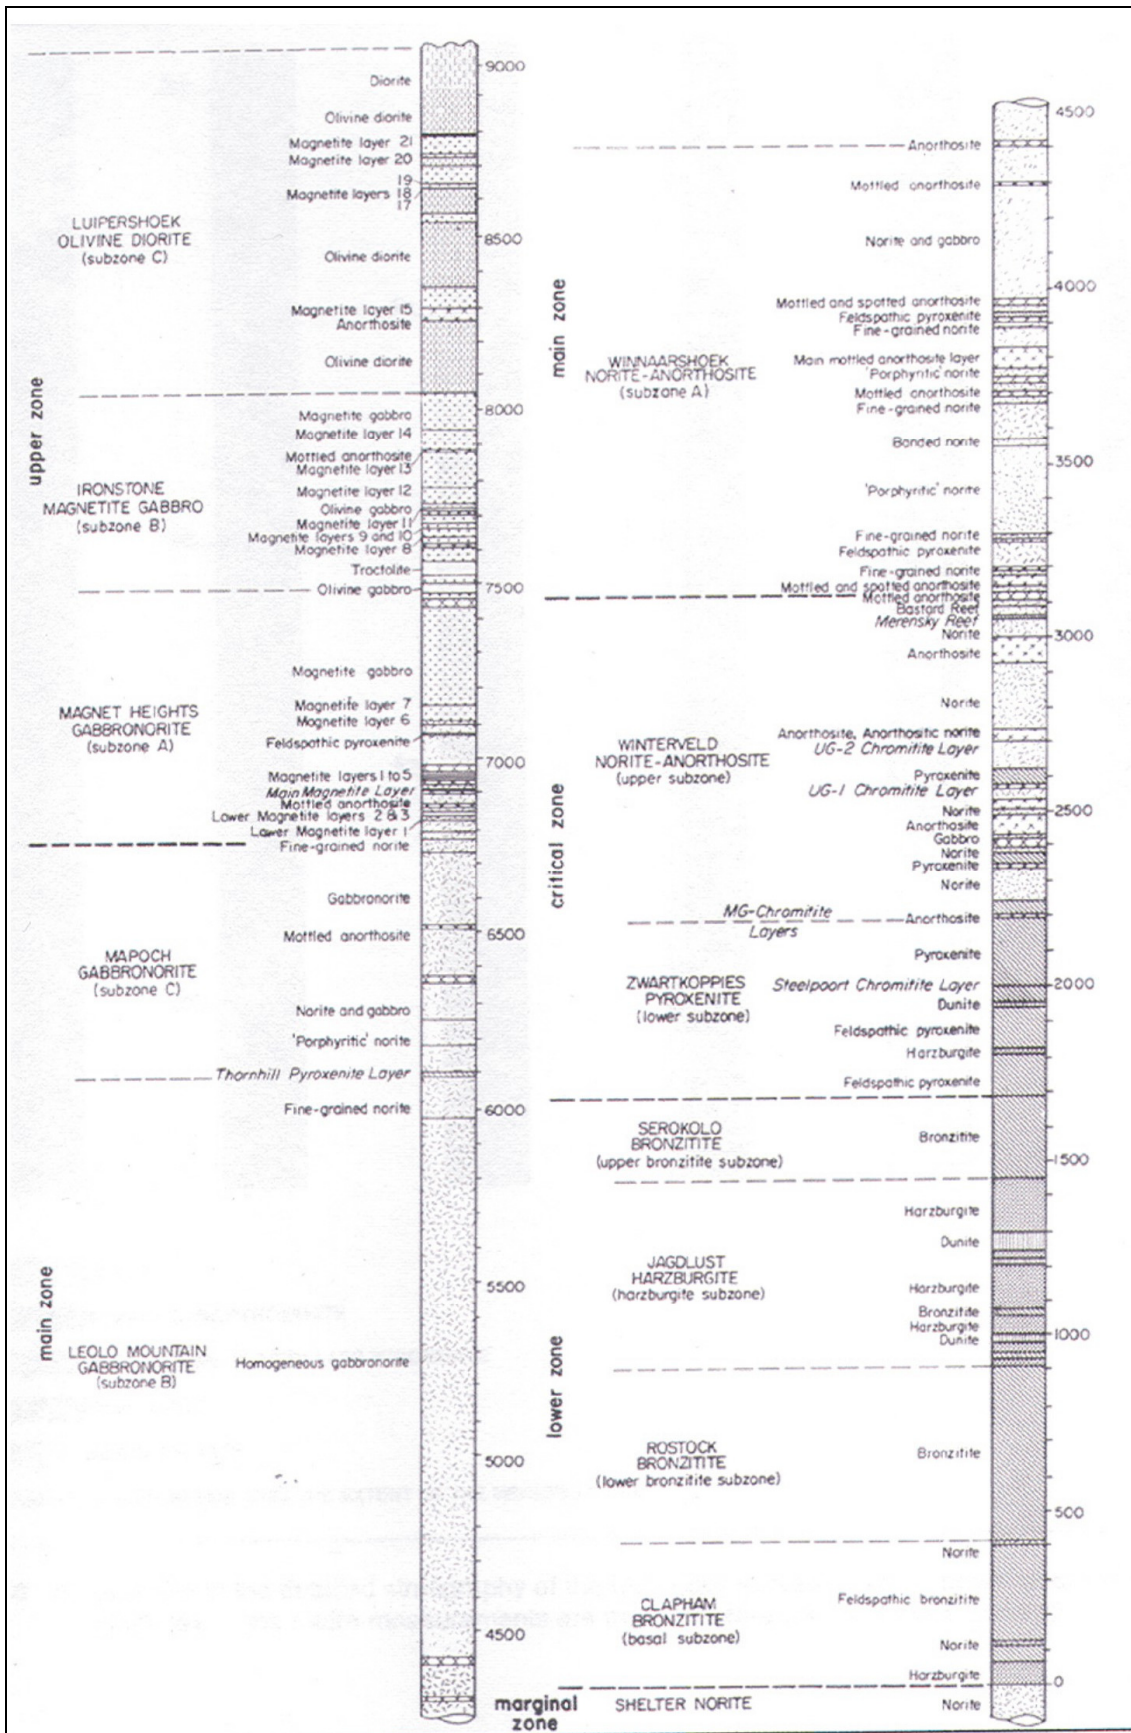 9000
Diorite
Olivine diorite
Magnetite layer 21
Magnetite layer 20
19
Magnetite layers 18
17
8500
LUIPERSHOEK
OLIVINE DIORITE
(subzone C)
Olivine diorite
Magnetite layer 15
Anorthosite
Olivine diorite
8000
upper zone
Magnetite gabbro
Magnetite layer 14
Mottled anorthosite
Magnetite layer 13
IRONSTONE
MAGNETITE GABBRO
(subzone B)
Magnetite layer 12
Olivine gabbro
Magnetite layer 11
Magnetite layers 9 and 10
Magnetite layer 8
Troctolite
Olivine gabbro
7500
Magnetite gabbro
MAGNET HEIGHTS
GABBRONORITE
(subzone A)
Magnetite layer 7
Magnetite layer 6
Feldspathic pyroxenite
7000
Magnetite layers 1 to 5
Main Magnetite Layer
Mottled anorthosite
Lower Magnetite layers 2 & 3
Lower Magnetite layer 1
Fine-grained norite
Gabbronorite
6500
Mottled anorthosite
MAPOCH
GABBRONORITE
(subzone C)
Norite and gabbro
'Porphyritic' norite
Thornhill Pyroxenite Layer
6000
Fine-grained norite
5500
main zone
LEOLO MOUNTAIN
GABBRONORITE
(subzone B)
Homogeneous gabbronorite
5000
4500
4500
Anorthosite
Mottled anorthosite
Norite and gabbro
4000
main zone
Mottled and spotted anorthosite
Feldspathic pyroxenite
Fine-grained norite
WINNAARSHOEK
NORITE-ANORTHOSITE
(subzone A)
Main mottled anorthosite layer
'Porphyritic' norite
Mottled anorthosite
Fine-grained norite
Banded norite
3500
'Porphyritic' norite
Fine-grained norite
Feldspathic pyroxenite
Fine-grained norite
Mottled and spotted anorthosite
Mottled anorthosite
Bastard Reef
Merensky Reef
Norite
3000
Anorthosite
Norite
WINTERVELD
NORITE-ANORTHOSITE
(upper subzone)
Anorthosite, Anorthositic norite
UG-2 Chromitite Layer
Pyroxenite
UG-1 Chromitite Layer
2500
Norite
Anorthosite
Gabbro
Norite
Pyroxenite
Norite
critical zone
MG-Chromitite
Layers
Anorthosite
Pyroxenite
ZWARTKOPPIES
PYROXENITE
(lower subzone)
Steelpoort Chromitite Layer
2000
Dunite
Feldspathic pyroxenite
Harzburgite
Feldspathic pyroxenite
SEROKOLO
BRONZITITE
(upper bronzitite subzone)
Bronzitite
1500
Harzburgite
Dunite
JAGDLUST
HARZBURGITE
(harzburgite subzone)
Harzburgite
Bronzitite
Harzburgite
Dunite
1000
lower zone
ROSTOCK
BRONZITITE
(lower bronzitite subzone)
Bronzitite
500
Norite
CLAPHAM
BRONZITITE
(basal subzone)
Feldspathic bronzitite
Norite
Harzburgite
0
marginal
zone
SHELTER NORITE
Norite